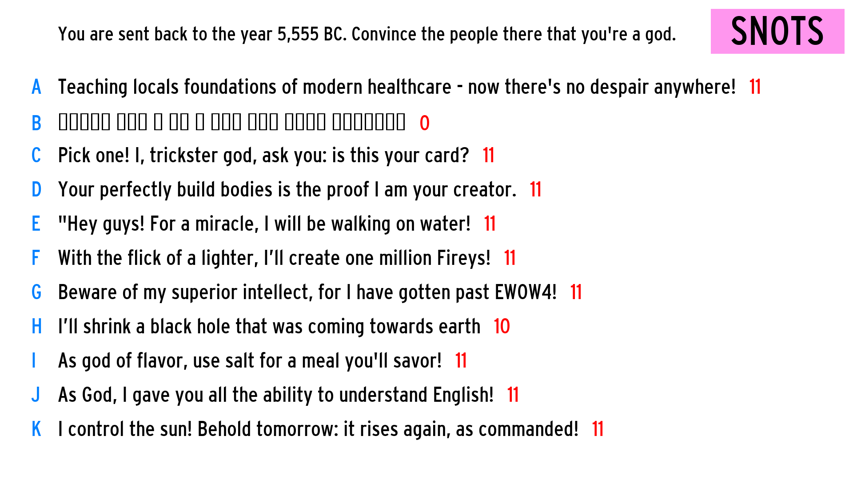 You are sent back to the year 5,555 BC. Convince the people there that you're a god.
SNOTS
A Teaching locals foundations of modern healthcare - now there's no despair anywhere! 11
B ▯▯▯▯▯ ▯▯▯ ▯ ▯▯ ▯ ▯▯▯ ▯▯▯ ▯▯▯▯ ▯▯▯▯▯▯▯ 0
C Pick one! I, trickster god, ask you: is this your card? 11
D Your perfectly build bodies is the proof I am your creator. 11
E "Hey guys! For a miracle, I will be walking on water! 11
F With the flick of a lighter, I’ll create one million Fireys! 11
G Beware of my superior intellect, for I have gotten past EWOW4! 11
H I’ll shrink a black hole that was coming towards earth 10
I As god of flavor, use salt for a meal you'll savor! 11
J As God, I gave you all the ability to understand English! 11
K I control the sun! Behold tomorrow: it rises again, as commanded! 11